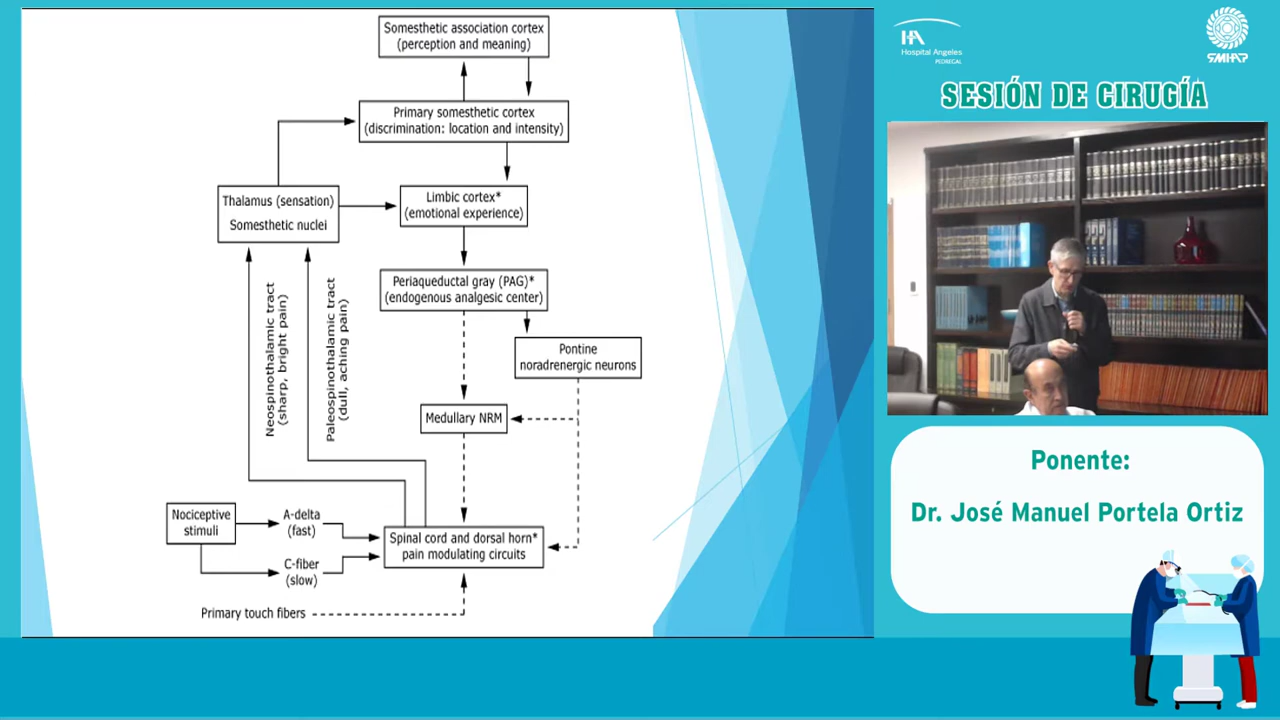 Somesthetic association cortex
(perception and meaning)
Primary somesthetic cortex
(discrimination: location and intensity)
Thalamus (sensation)
Somesthetic nuclei
Limbic cortex*
(emotional experience)
Periaqueductal gray (PAG)*
(endogenous analgesic center)
Neospinothalamic tract
(sharp, bright pain)
Paleospinothalamic tract
(dull, aching pain)
Pontine
noradrenergic neurons
Medullary NRM
Nociceptive
stimuli
A-delta
(fast)
C-fiber
(slow)
Spinal cord and dorsal horn*
pain modulating circuits
Primary touch fibers
HA
Hospital Angeles
PEDREGAL
SMHAP
SESIÓN DE CIRUGÍA
Ponente:
Dr. José Manuel Portela Ortiz